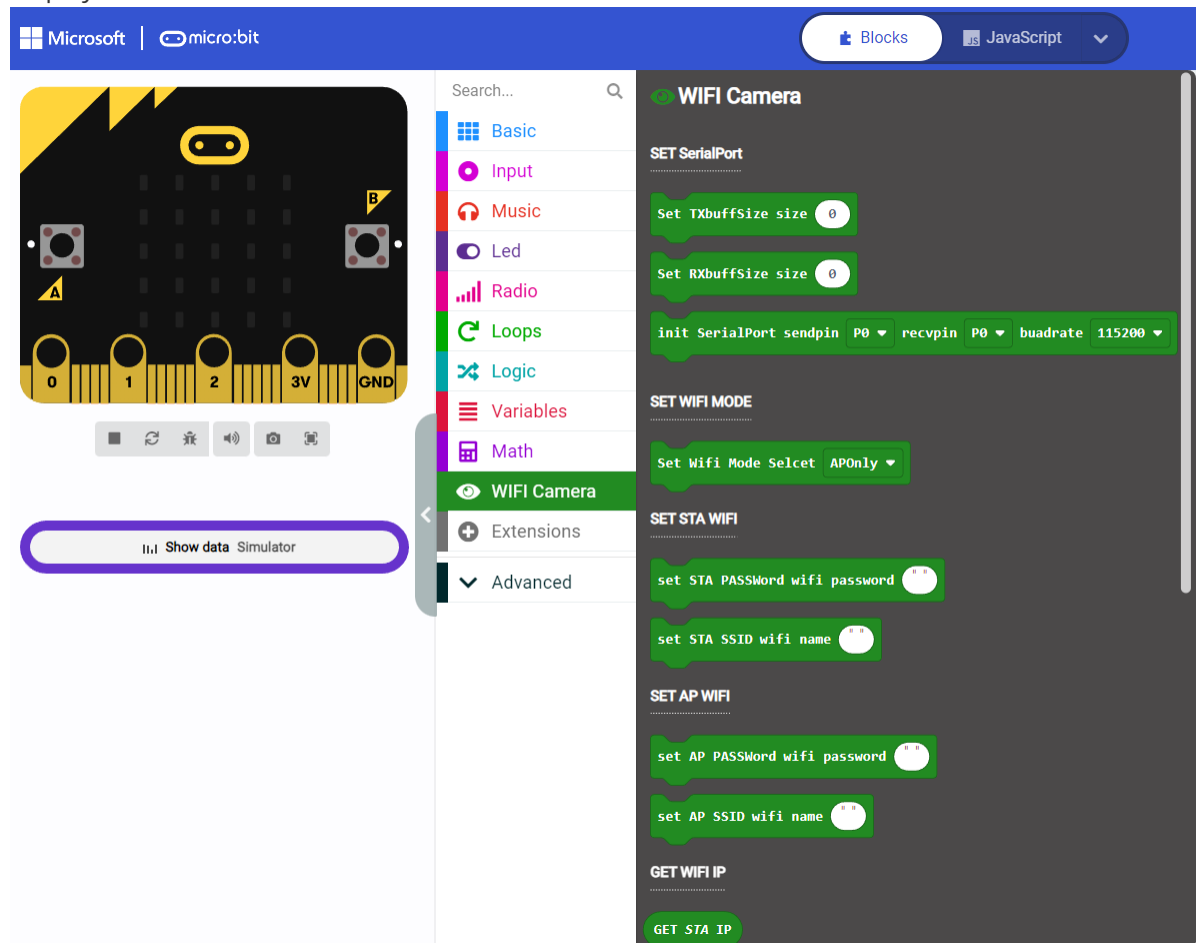 Microsoft micro:bit
Blocks
JS JavaScript
B
A
0 1 2 3V GND
Show data Simulator
Search...
Basic
Input
Music
Led
Radio
Loops
Logic
Variables
Math
WIFI Camera
Extensions
Advanced
WIFI Camera
SET SerialPort
Set TXbuffSize size 0
Set RXbuffSize size 0
init SerialPort sendpin P0 recvpin P0 buadrate 115200
SET WIFI MODE
Set Wifi Mode Selcet APOnly
SET STA WIFI
set STA PASSWord wifi password " "
set STA SSID wifi name " "
SET AP WIFI
set AP PASSWord wifi password " "
set AP SSID wifi name " "
GET WIFI IP
GET STA IP